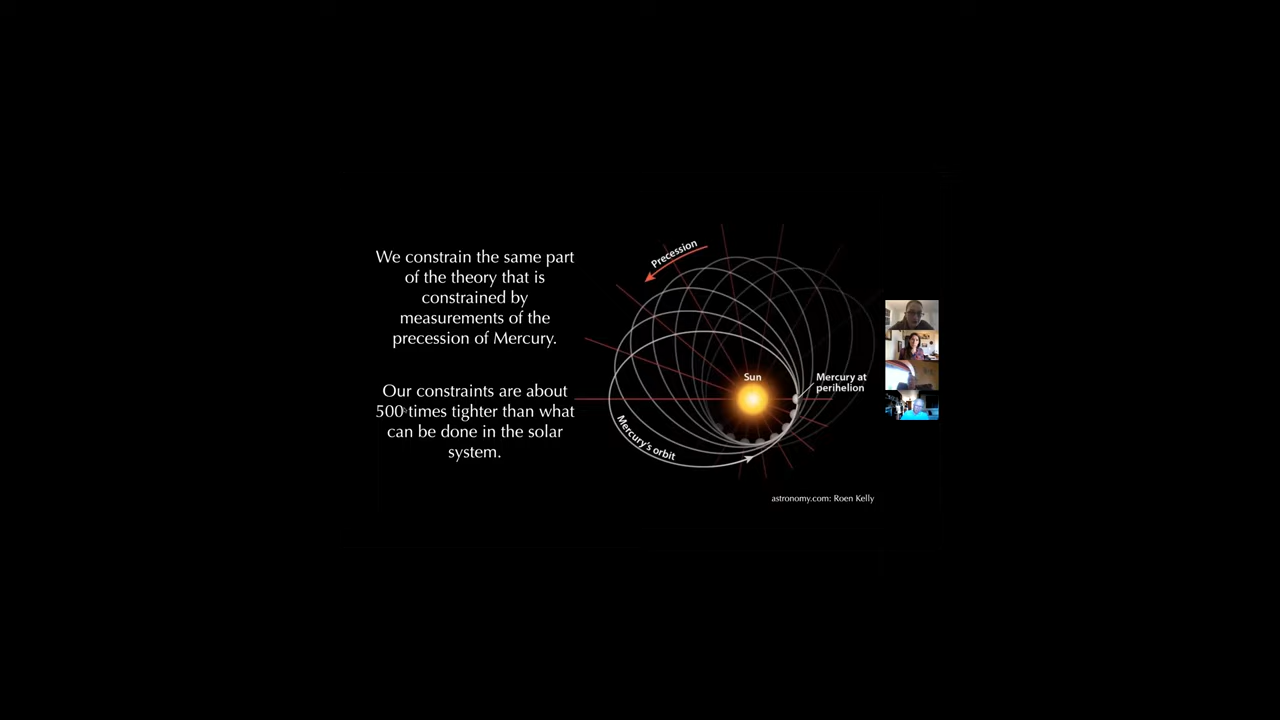 We constrain the same part
of the theory that is
constrained by
measurements of the
precession of Mercury.
Our constraints are about
500 times tighter than what
can be done in the solar
system.
Precession
Sun
Mercury at
perihelion
Mercury's orbit
astronomy.com: Roen Kelly